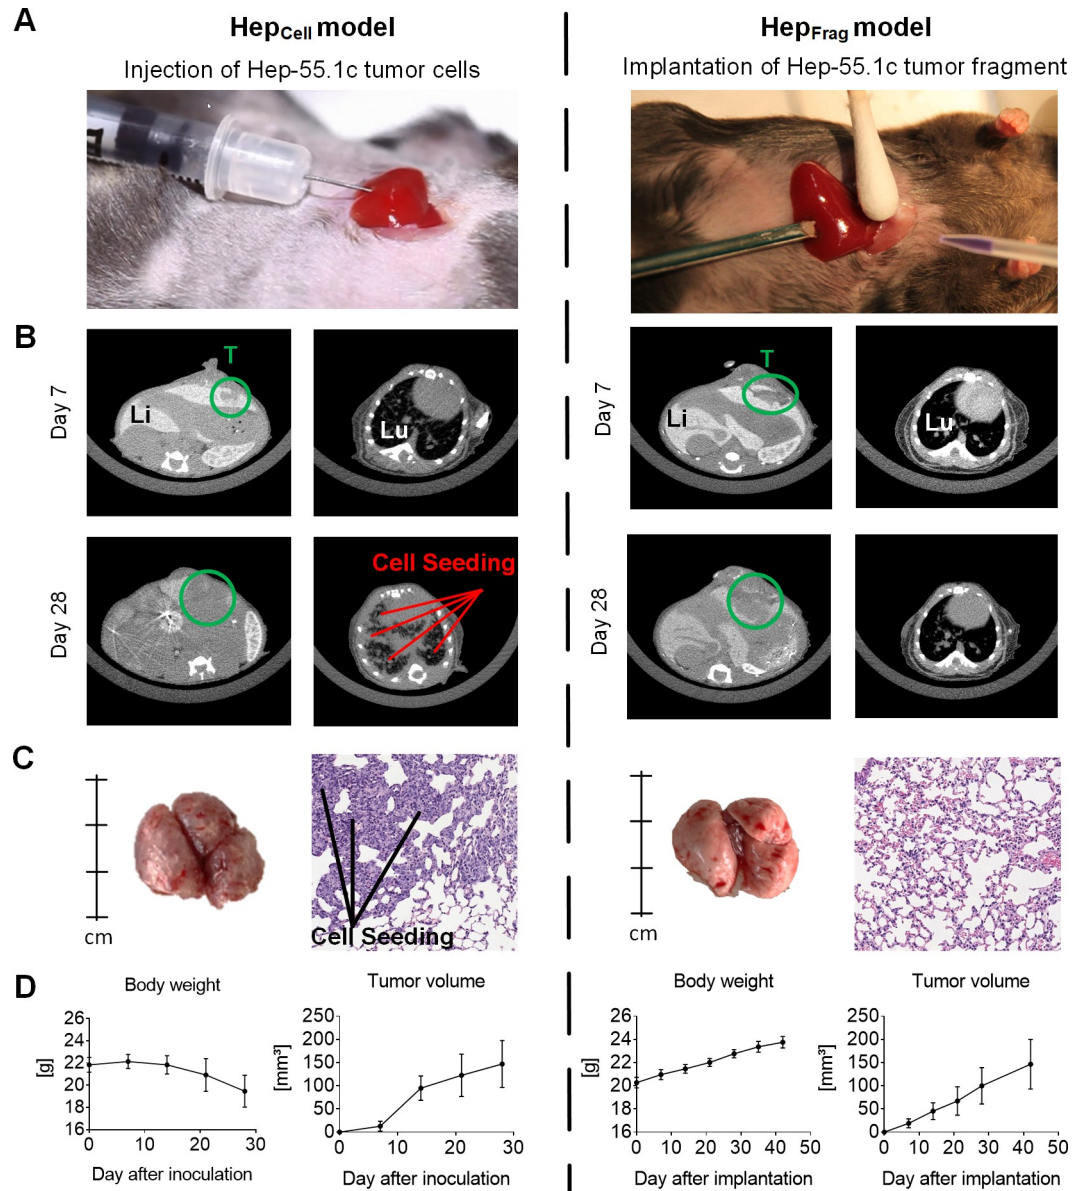 A
HepCell model
HepFrag model
Injection of Hep-55.1c tumor cells
Implantation of Hep-55.1c tumor fragment
B
Day 7
T
Li
Lu
Day 7
T
Li
Lu
Day 28
Cell Seeding
Day 28
C
cm
Cell Seeding
cm
D
Body weight
[g]
26
24
22
20
18
16
0 10 20 30
Day after inoculation
Tumor volume
[mm³]
250
200
150
100
50
0
0 10 20 30
Day after inoculation
Body weight
[g]
26
24
22
20
18
16
0 10 20 30 40 50
Day after implantation
Tumor volume
[mm³]
250
200
150
100
50
0
0 10 20 30 40 50
Day after implantation